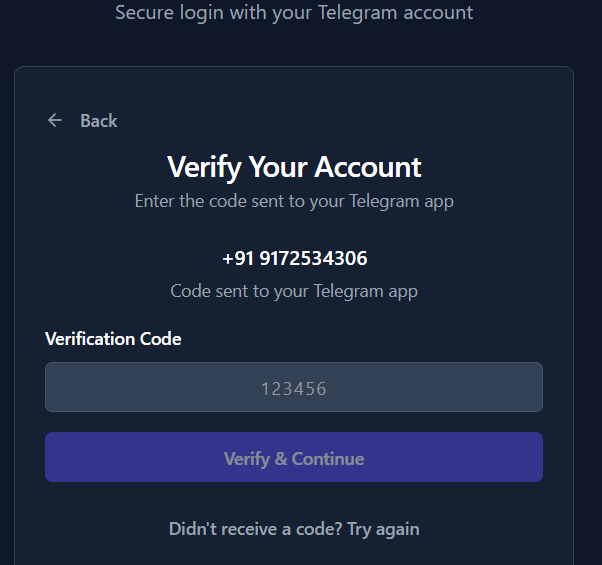 Secure login with your Telegram account
← Back
Verify Your Account
Enter the code sent to your Telegram app
+91 9172534306
Code sent to your Telegram app
Verification Code
123456
Verify & Continue
Didn't receive a code? Try again